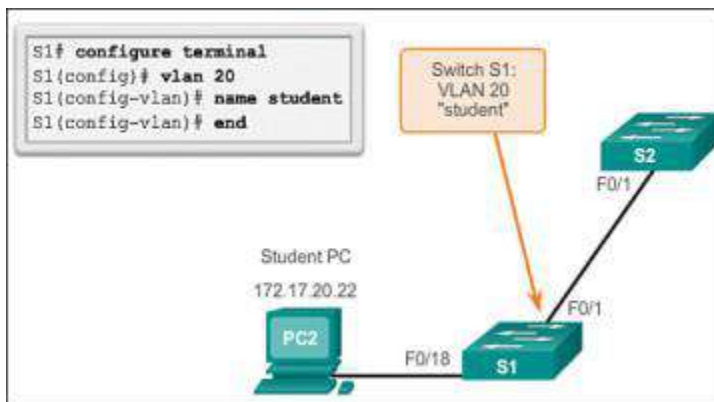 S1# configure terminal
S1(config)# vlan 20
S1(config-vlan)# name student
S1(config-vlan)# end
Switch S1:
VLAN 20
"student"
S2
F0/1
Student PC
172.17.20.22
F0/1
PC2
F0/18
S1